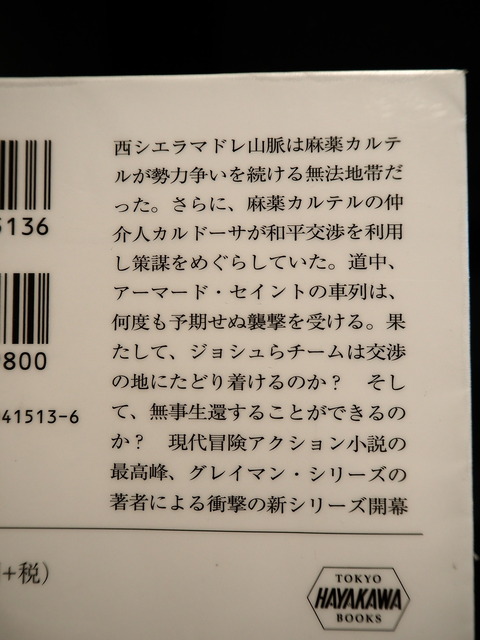 西シエラマドレ山脈は麻薬カルテ
ルが勢力争いを続ける無法地帯だ
った。さらに、麻薬カルテルの仲
介人カルドーサが和平交渉を利用
し策謀をめぐらしていた。道中、
アーマード・セイントの車列は、
何度も予期せぬ襲撃を受ける。果
たして、ジョシュらチームは交渉
の地にたどり着けるのか？　そし
て、無事生還することができるの
か？　現代冒険アクション小説の
最高峰、グレイマン・シリーズの
著者による衝撃の新シリーズ開幕
5136
9800
41513-6
+税）
TOKYO
HAYAKAWA
BOOKS